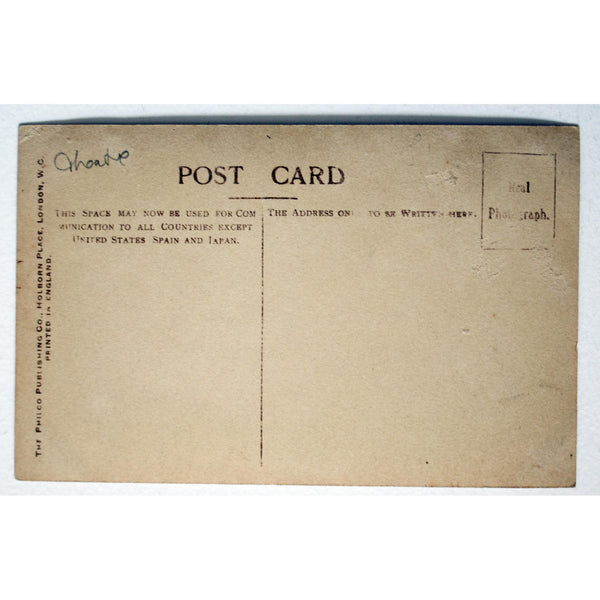 POST CARD
THIS SPACE MAY NOW BE USED FOR COM
MUNICATION TO ALL COUNTRIES EXCEPT
UNITED STATES SPAIN AND JAPAN.
THE ADDRESS ON TO BE WRITTEN HERE.
Real
Photograph.
THE PHILCO PUBLISHING CO., HOLBORN PLACE, LONDON, W.C.
PRINTED IN ENGLAND.